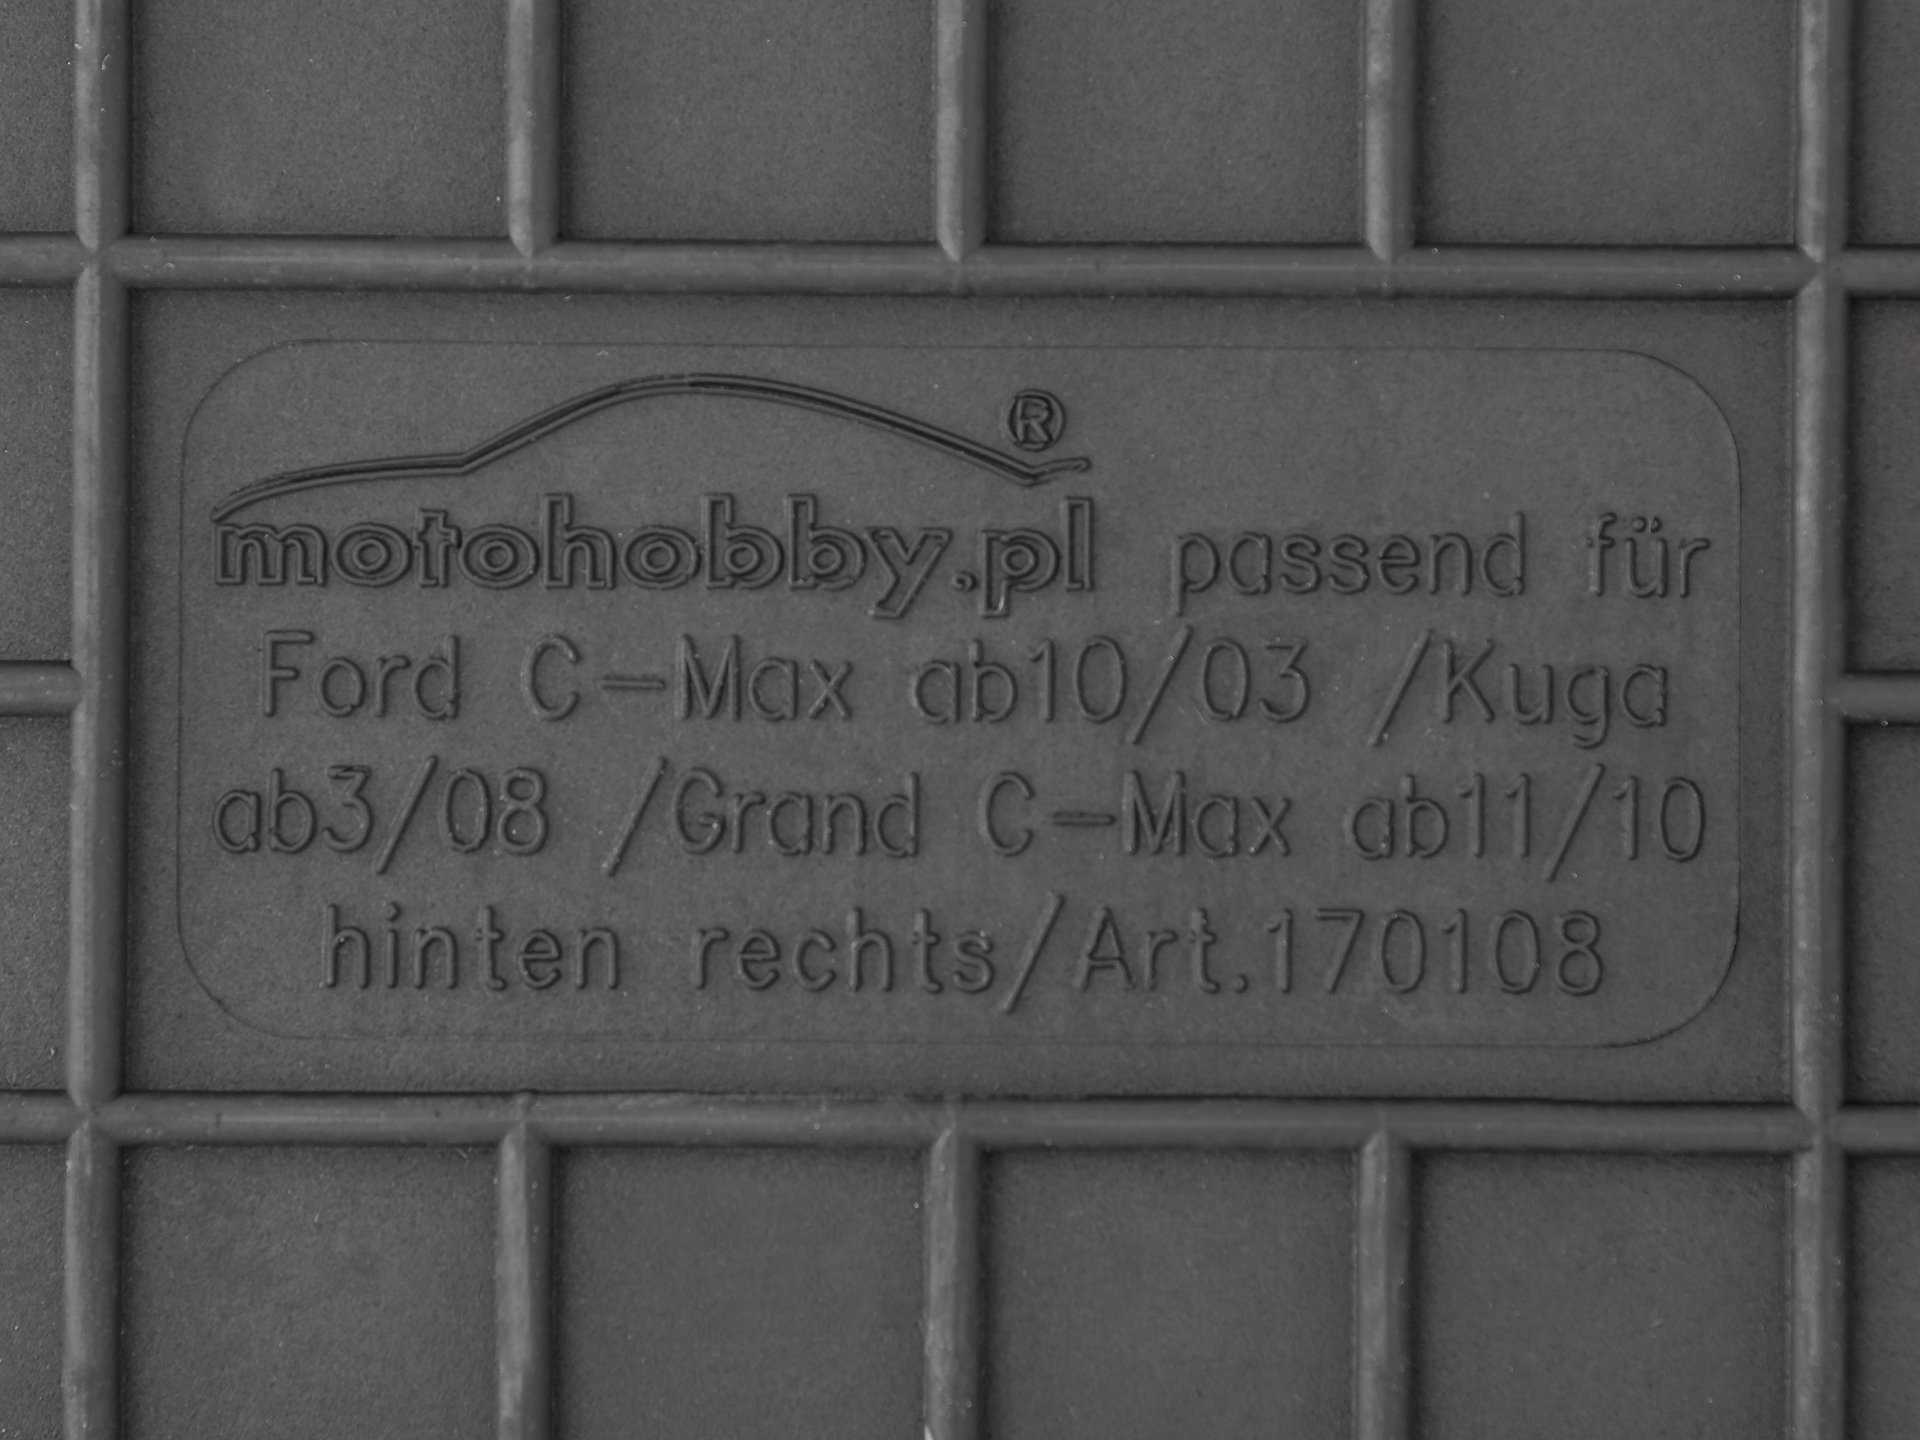 motohobby.pl® passend für
Ford C-Max ab10/03 /Kuga
ab3/08 /Grand C-Max ab11/10
hinten rechts/Art.170108